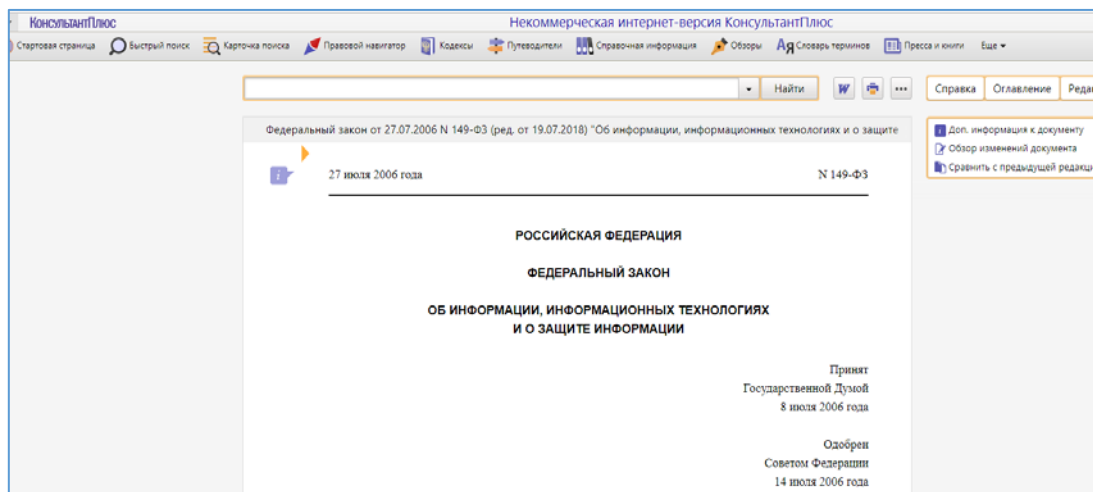 КонсультантПлюс
Некоммерческая интернет-версия КонсультантПлюс
Стартовая страница Быстрый поиск Карточка поиска Правовой навигатор Кодексы Путеводители Справочная информация Обзоры Словарь терминов Пресса и книги Еще
Найти
Справка Оглавление Редак
Федеральный закон от 27.07.2006 N 149-ФЗ (ред. от 19.07.2018) "Об информации, информационных технологиях и о защите
Доп. информация к документу
Обзор изменений документа
Сравнить с предыдущей редакци
27 июля 2006 года N 149-ФЗ
РОССИЙСКАЯ ФЕДЕРАЦИЯ
ФЕДЕРАЛЬНЫЙ ЗАКОН
ОБ ИНФОРМАЦИИ, ИНФОРМАЦИОННЫХ ТЕХНОЛОГИЯХ
И О ЗАЩИТЕ ИНФОРМАЦИИ
Принят
Государственной Думой
8 июля 2006 года
Одобрен
Советом Федерации
14 июля 2006 года